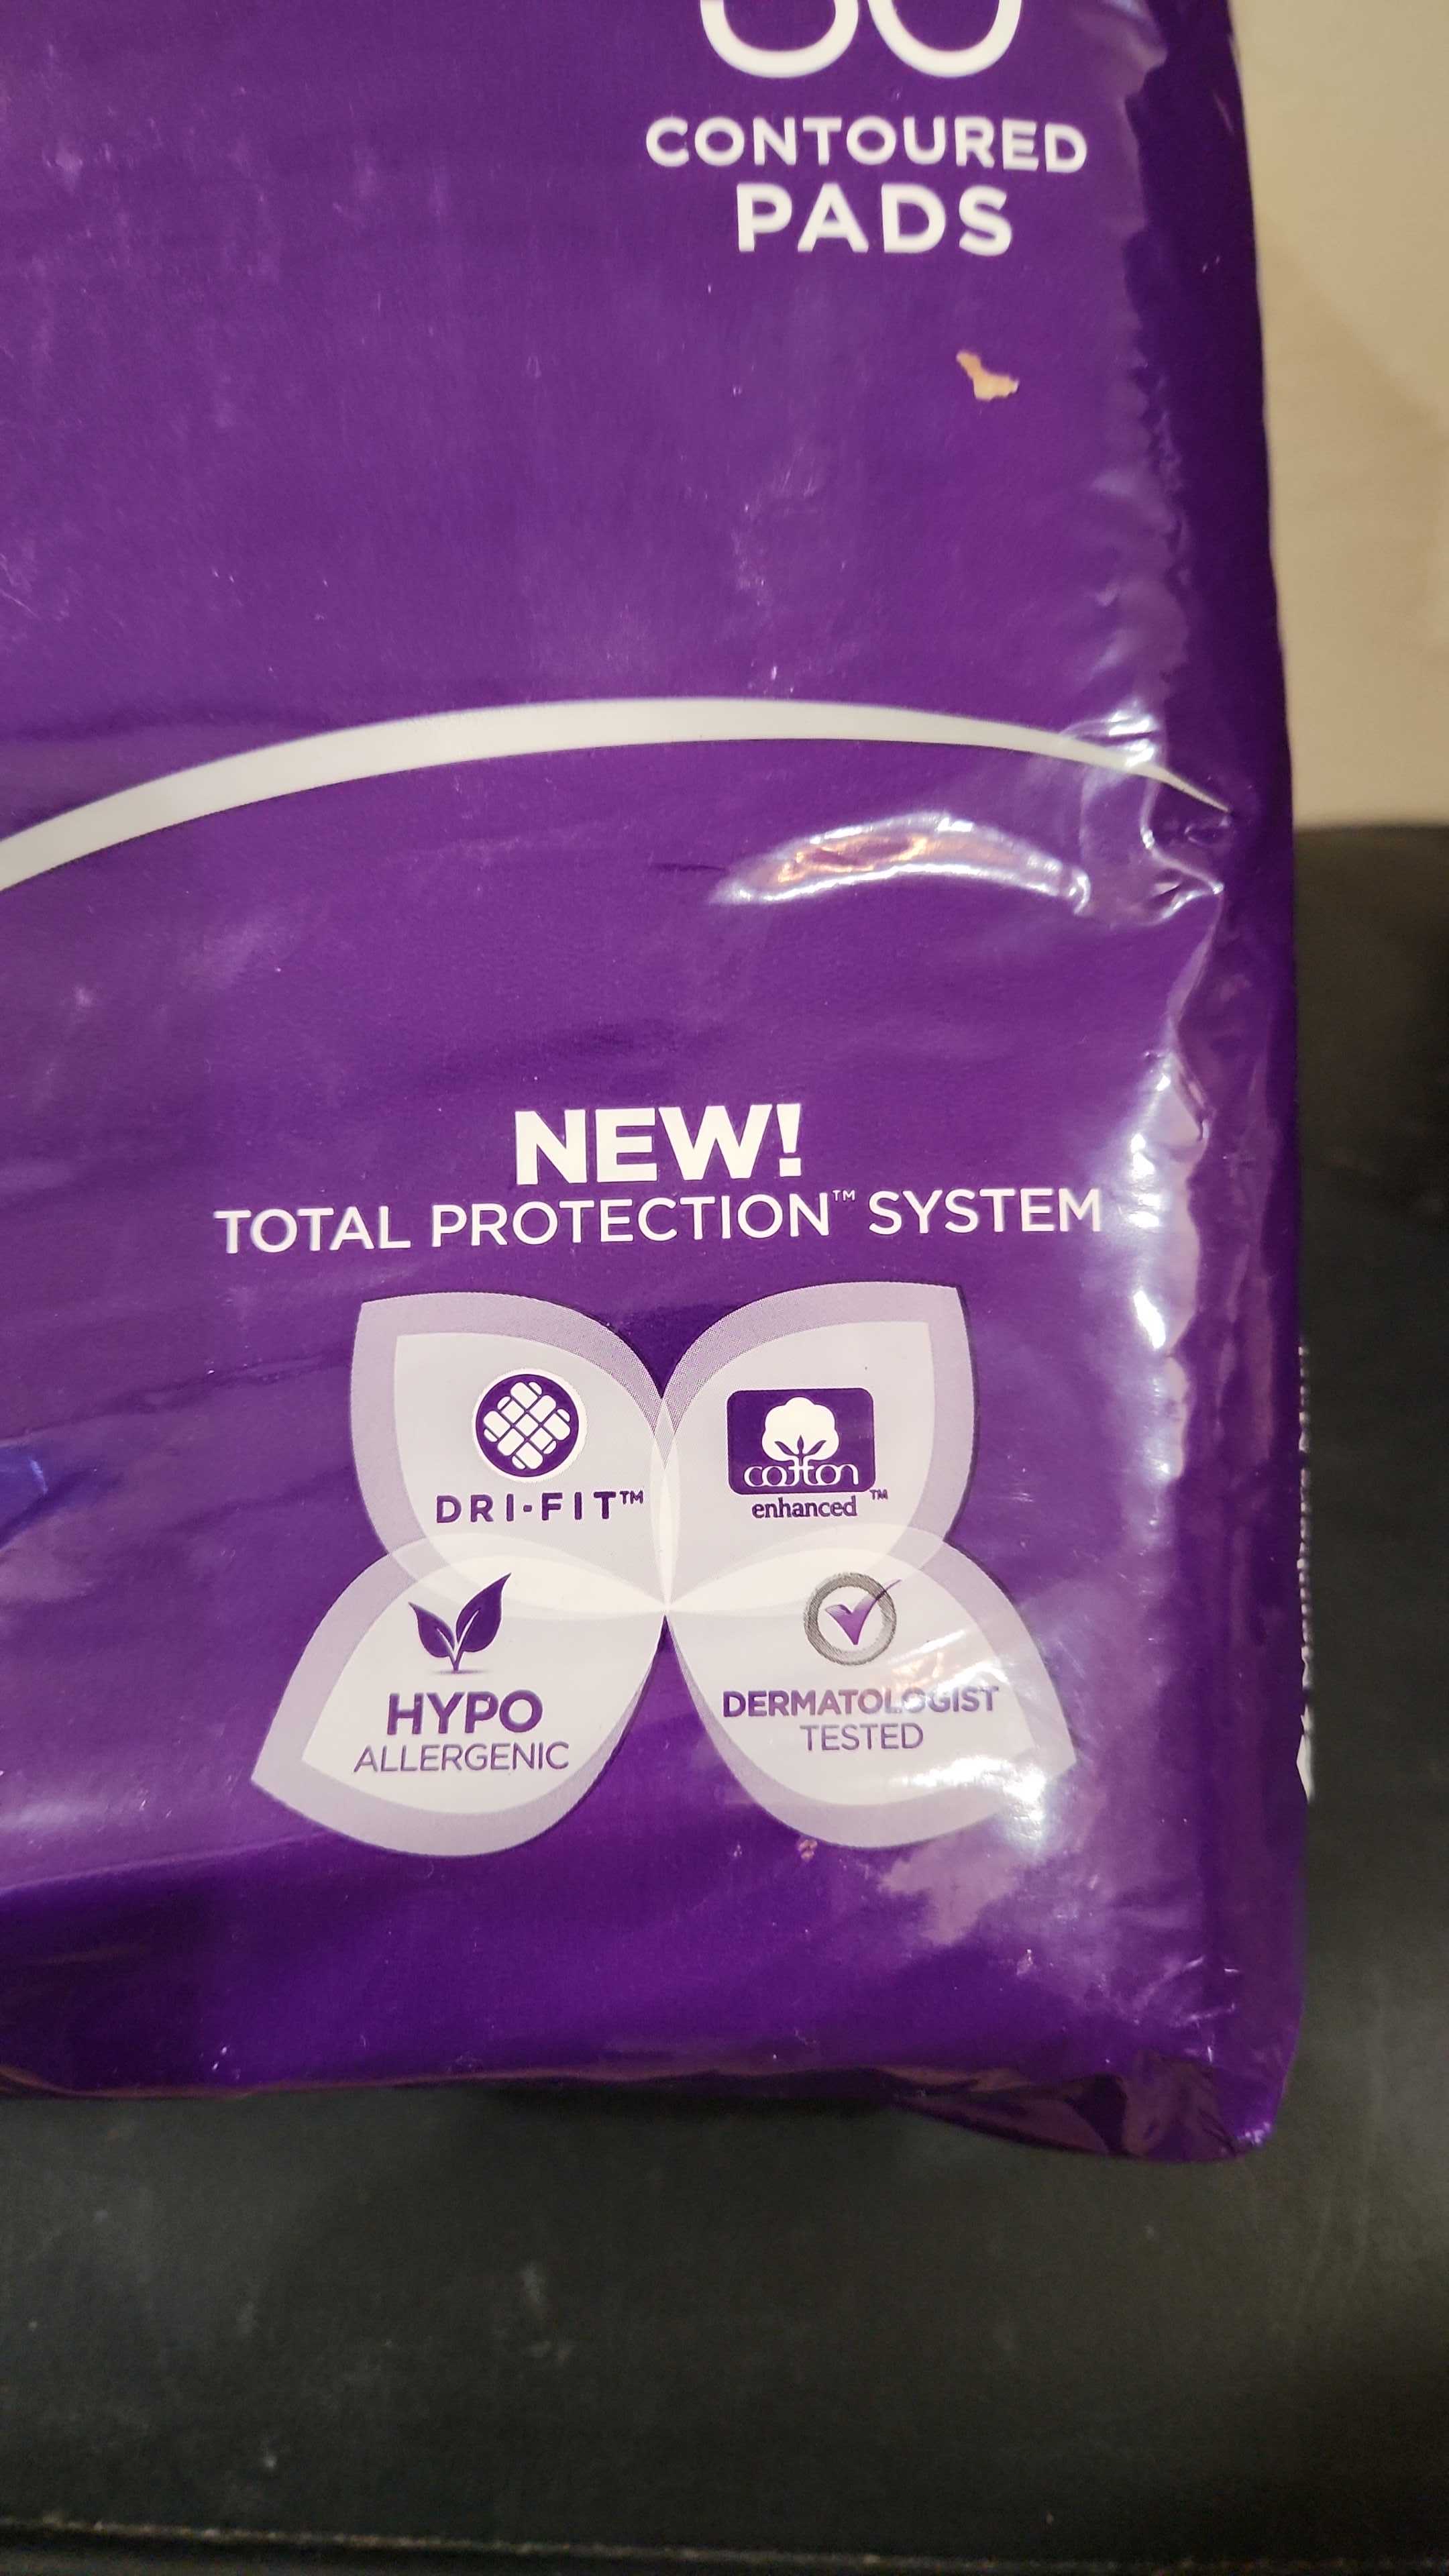 CONTOURED
PADS
NEW!
TOTAL PROTECTION™ SYSTEM
DRI-FIT™
cotton
enhanced™
HYPO
ALLERGENIC
DERMATOLOGIST
TESTED